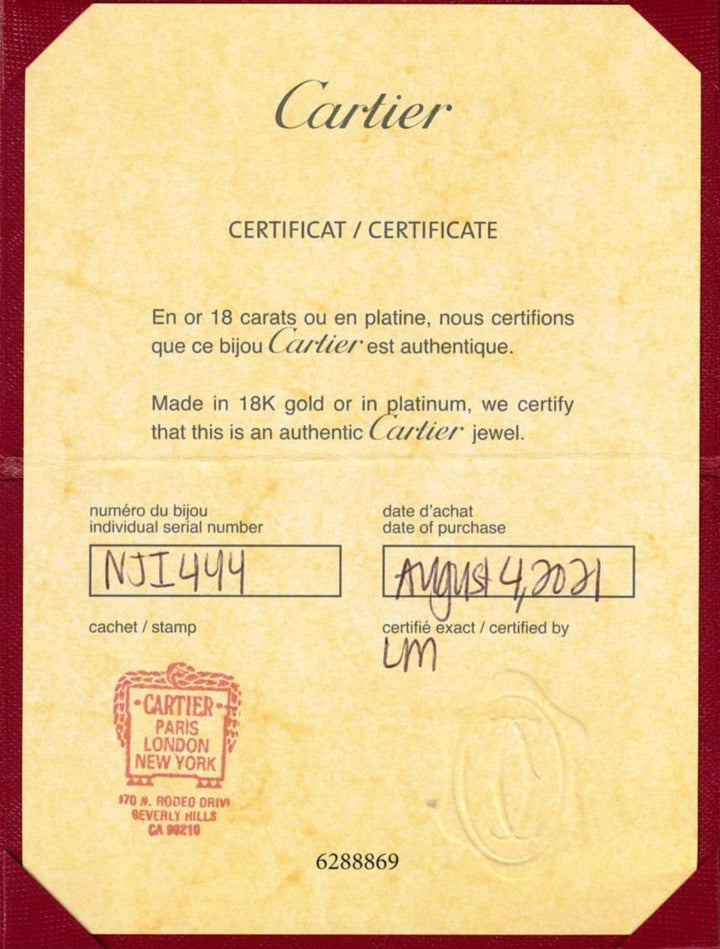 Cartier
CERTIFICAT / CERTIFICATE
En or 18 carats ou en platine, nous certifions
que ce bijou Cartier est authentique.
Made in 18K gold or in platinum, we certify
that this is an authentic Cartier jewel.
numéro du bijou
individual serial number
NJI444
date d'achat
date of purchase
August 4, 2021
cachet / stamp
certifié exact / certified by
LM
CARTIER
PARIS
LONDON
NEW YORK
370 N. RODEO DRIVE
BEVERLY HILLS
CA 90210
6288869